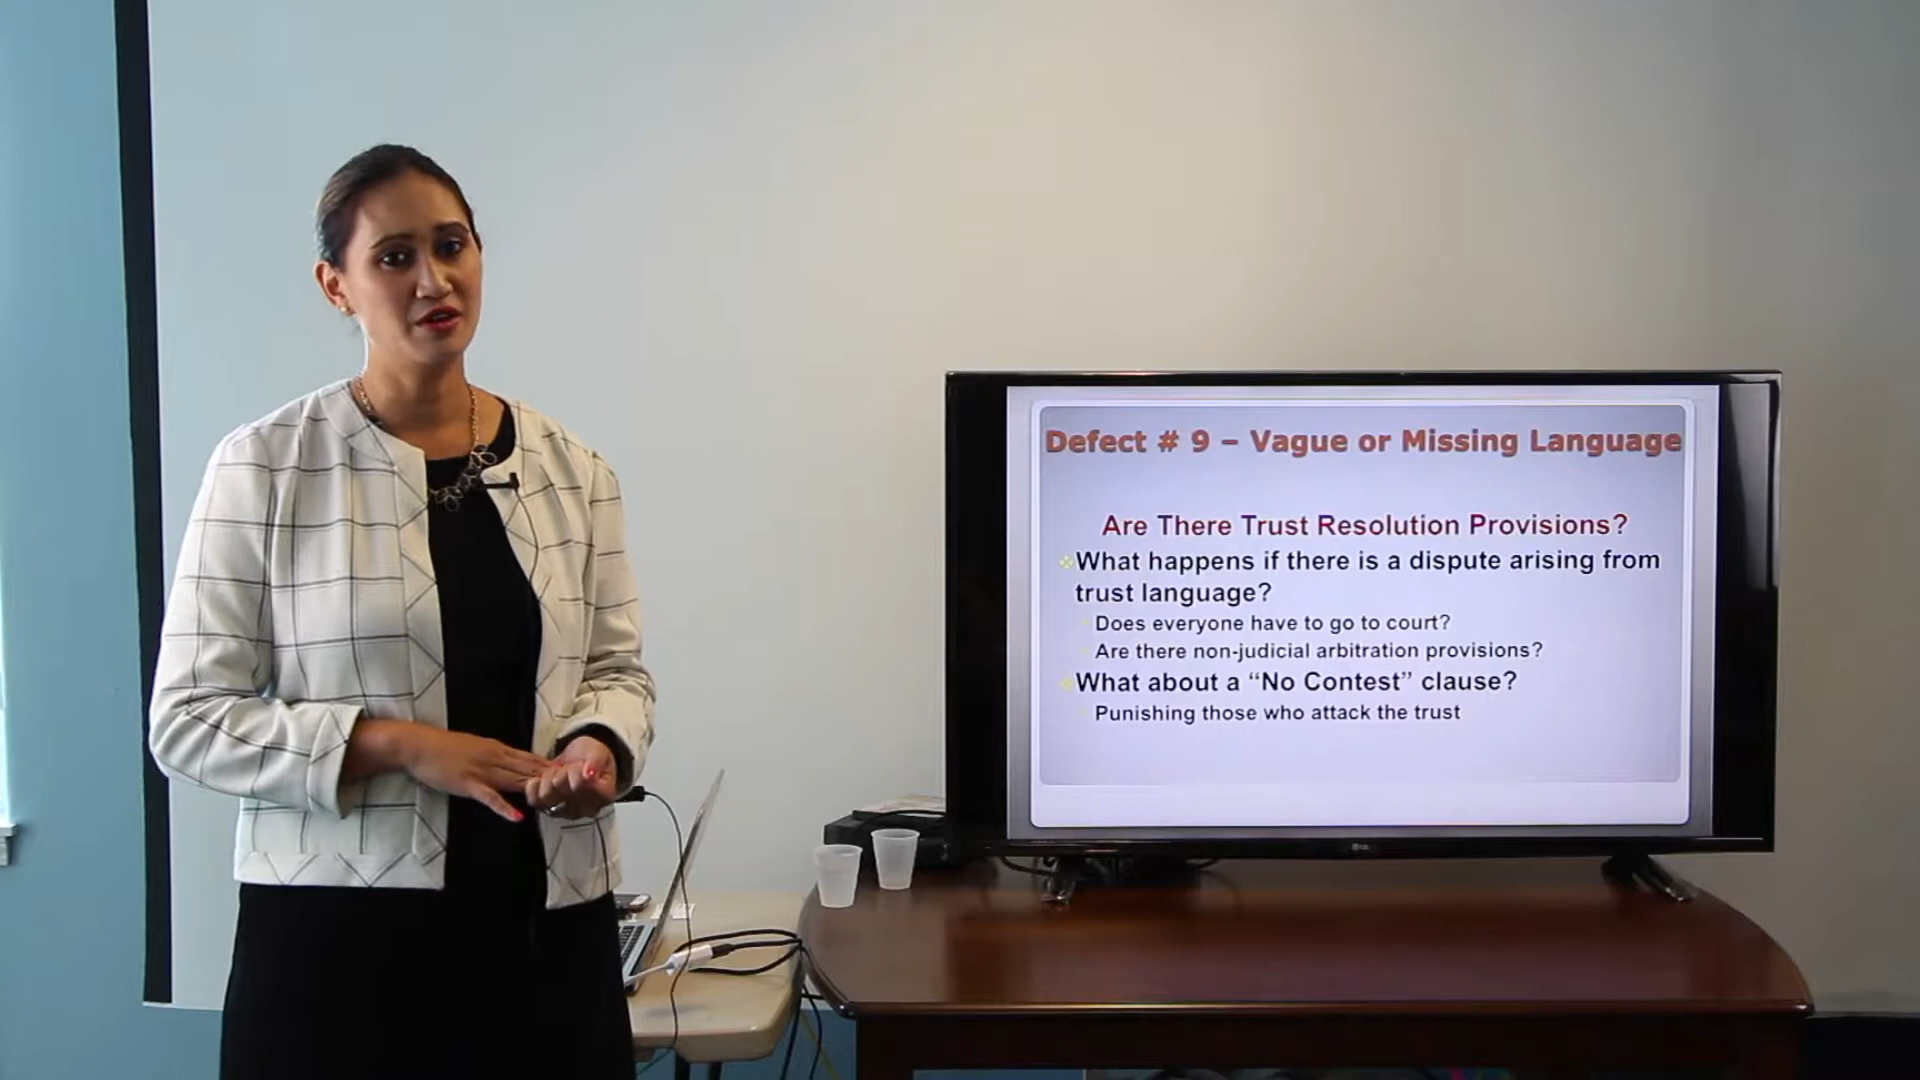 Defect # 9 – Vague or Missing Language
Are There Trust Resolution Provisions?
What happens if there is a dispute arising from
trust language?
Does everyone have to go to court?
Are there non-judicial arbitration provisions?
What about a “No Contest” clause?
Punishing those who attack the trust
LG